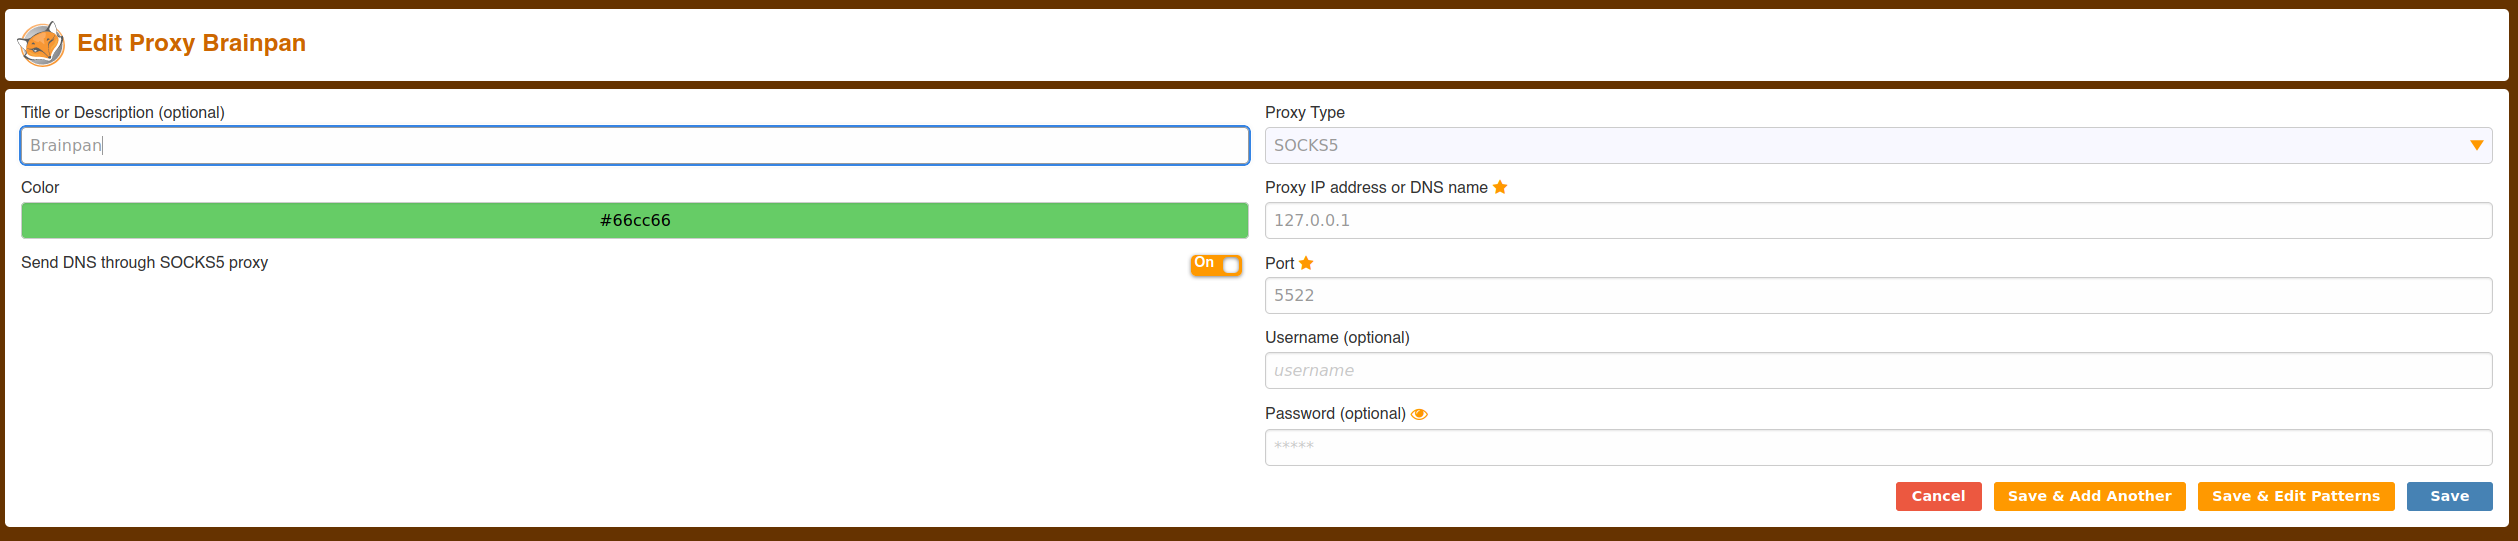 Edit Proxy Brainpan
Title or Description (optional)
Brainpan
Color
#66cc66
Send DNS through SOCKS5 proxy
On
Proxy Type
SOCKS5
Proxy IP address or DNS name
127.0.0.1
Port
5522
Username (optional)
username
Password (optional)
*****
Cancel
Save & Add Another
Save & Edit Patterns
Save